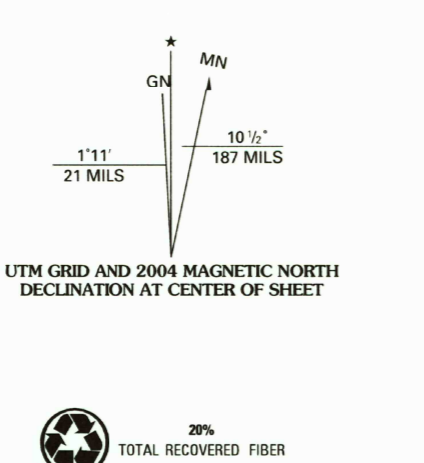 ★
GN
MN
1°11′
21 MILS
10 ½°
187 MILS
UTM GRID AND 2004 MAGNETIC NORTH
DECLINATION AT CENTER OF SHEET
20%
TOTAL RECOVERED FIBER